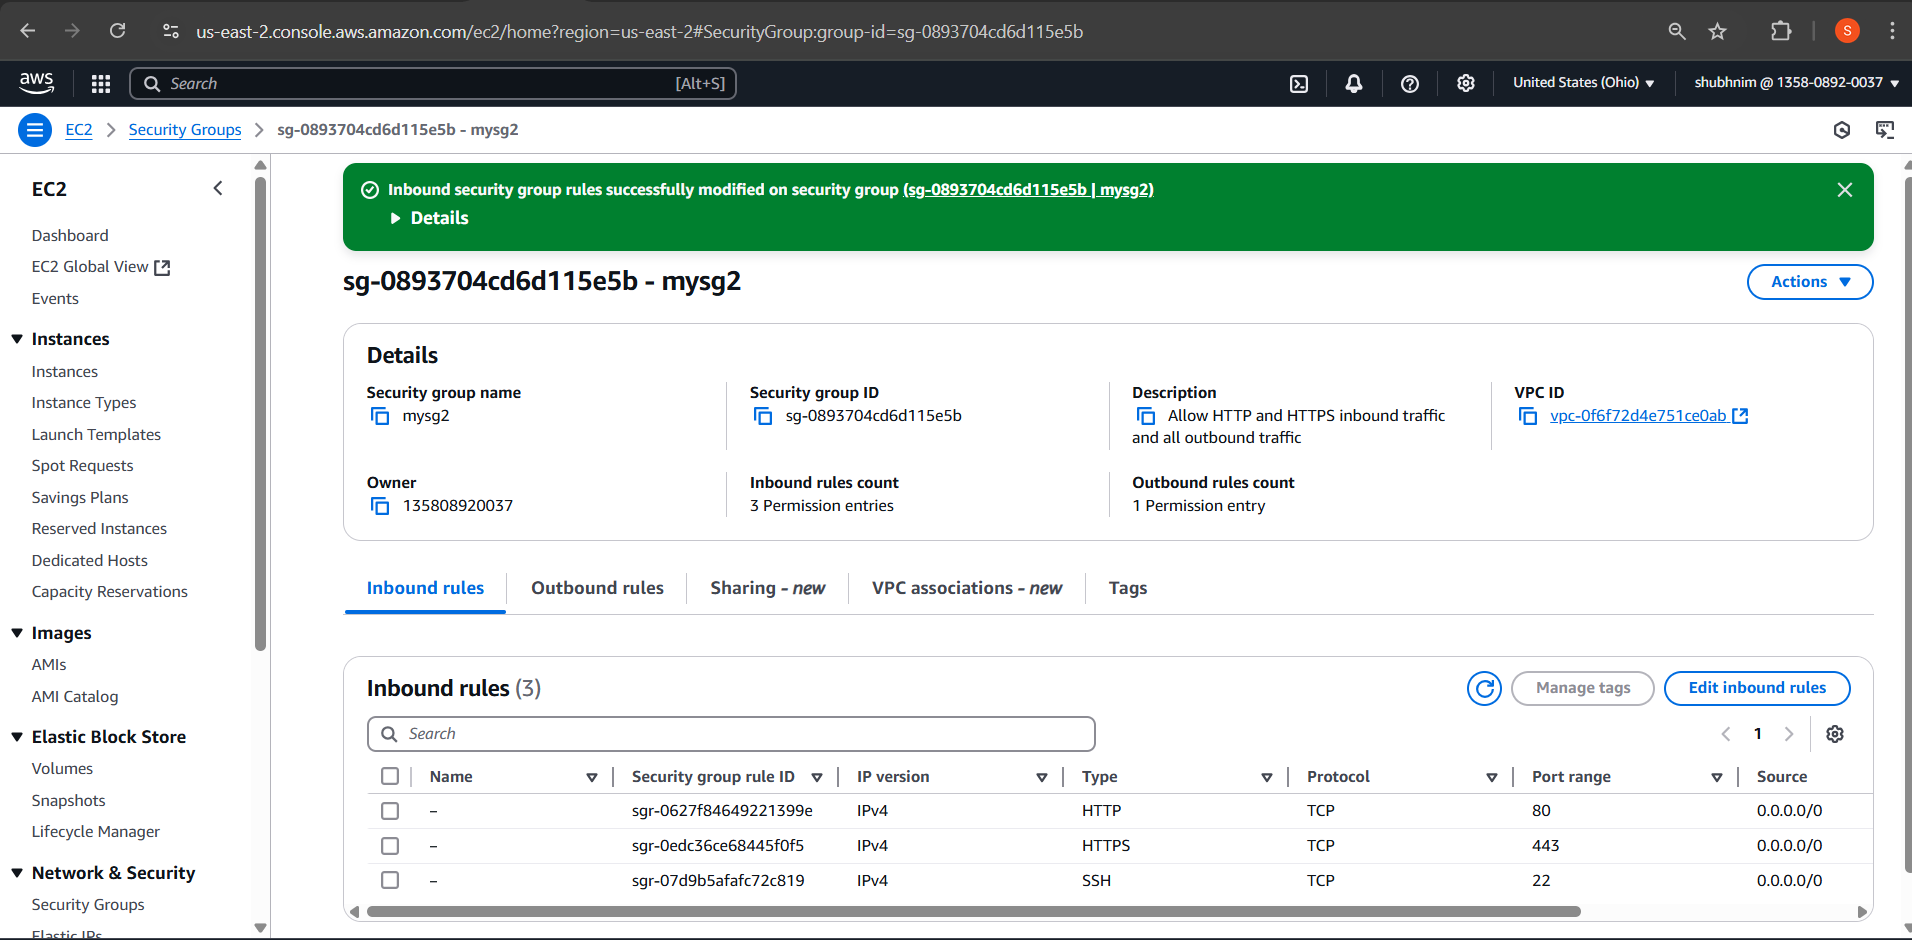 us-east-2.console.aws.amazon.com/ec2/home?region=us-east-2#SecurityGroup:group-id=sg-0893704cd6d115e5b
S
aws
Search [Alt+S]
United States (Ohio)
shubhnim @ 1358-0892-0037
EC2
Security Groups
sg-0893704cd6d115e5b - mysg2
EC2
Dashboard
EC2 Global View
Events
Instances
Instances
Instance Types
Launch Templates
Spot Requests
Savings Plans
Reserved Instances
Dedicated Hosts
Capacity Reservations
Images
AMIs
AMI Catalog
Elastic Block Store
Volumes
Snapshots
Lifecycle Manager
Network & Security
Security Groups
Elastic IPs
Inbound security group rules successfully modified on security group (sg-0893704cd6d115e5b | mysg2)
Details
sg-0893704cd6d115e5b - mysg2
Actions
Details
Security group name
mysg2
Security group ID
sg-0893704cd6d115e5b
Description
Allow HTTP and HTTPS inbound traffic
and all outbound traffic
VPC ID
vpc-0f6f72d4e751ce0ab
Owner
135808920037
Inbound rules count
3 Permission entries
Outbound rules count
1 Permission entry
Inbound rules
Outbound rules
Sharing - new
VPC associations - new
Tags
Inbound rules (3)
Manage tags
Edit inbound rules
Search
1
Name Security group rule ID IP version Type Protocol Port range Source
– sgr-0627f84649221399e IPv4 HTTP TCP 80 0.0.0.0/0
– sgr-0edc36ce68445f0f5 IPv4 HTTPS TCP 443 0.0.0.0/0
– sgr-07d9b5afafc72c819 IPv4 SSH TCP 22 0.0.0.0/0